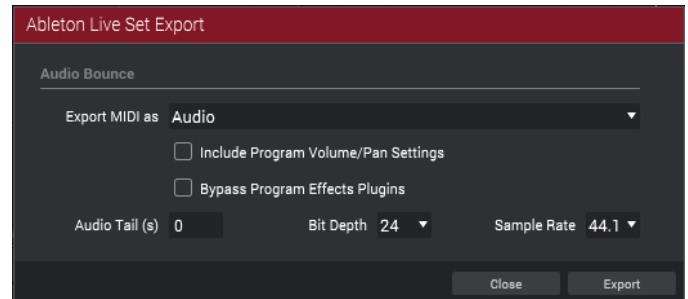 Ableton Live Set Export
Audio Bounce
Export MIDI as Audio
Include Program Volume/Pan Settings
Bypass Program Effects Plugins
Audio Tail (s) 0 Bit Depth 24 Sample Rate 44.1
Close Export